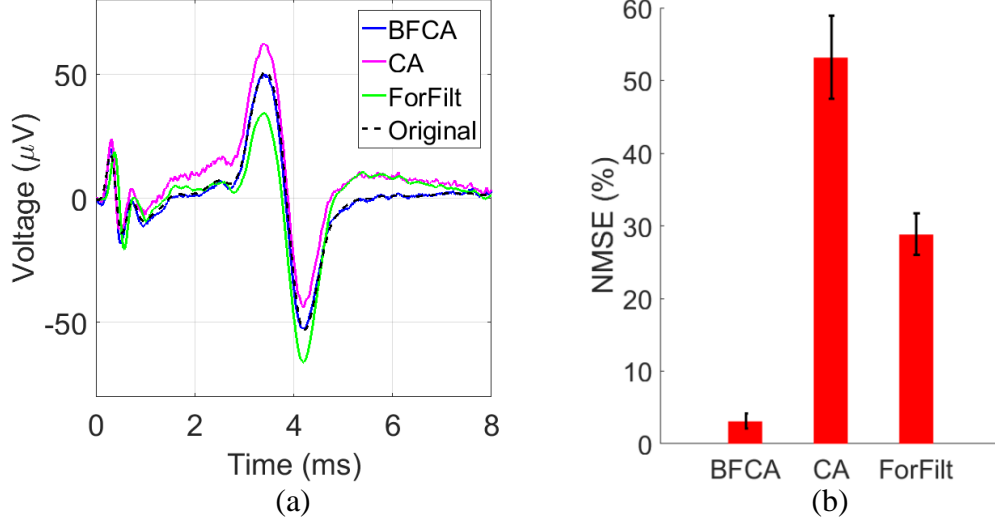 BFCA
CA
ForFilt
Original
50
0
-50
Voltage (μV)
0 2 4 6 8
Time (ms)
(a)
60
50
40
30
20
10
0
NMSE (%)
BFCA CA ForFilt
(b)